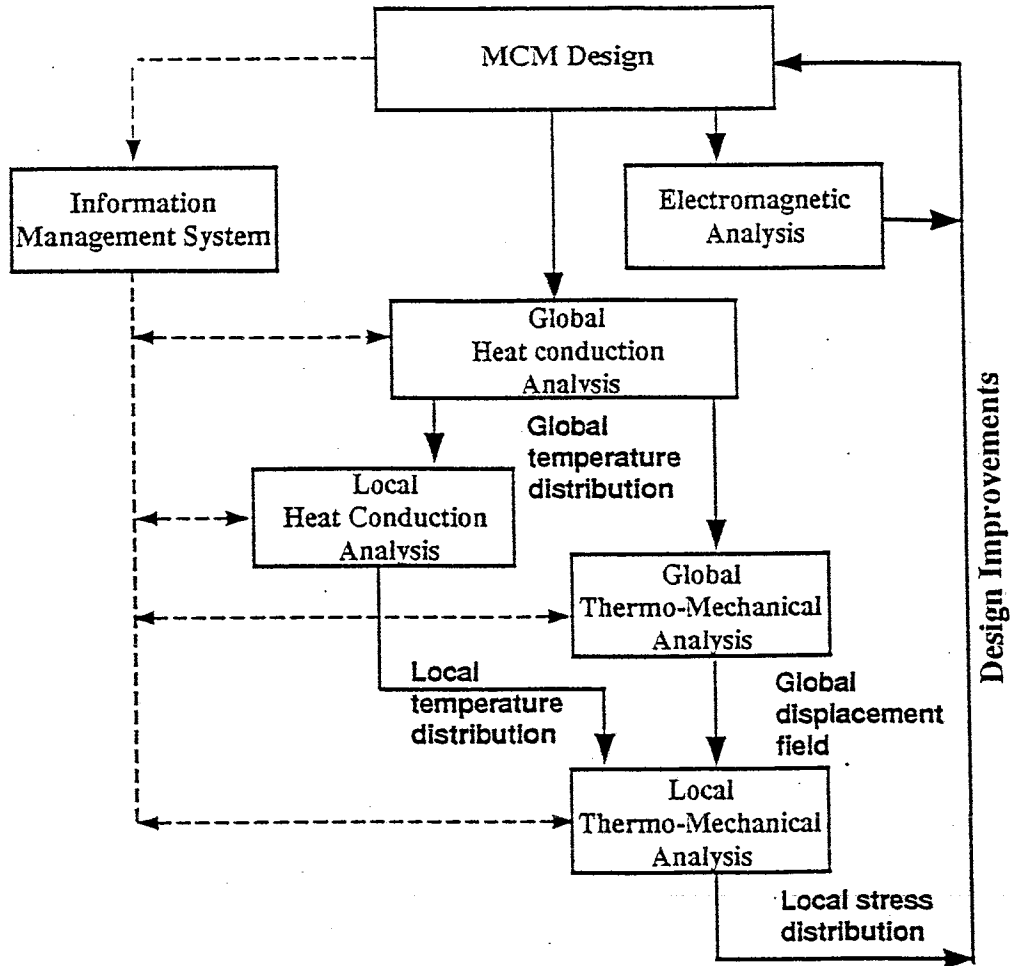 MCM Design
Information
Management System
Electromagnetic
Analysis
Global
Heat conduction
Analysis
Global
temperature
distribution
Local
Heat Conduction
Analysis
Global
Thermo-Mechanical
Analysis
Local
temperature
distribution
Global
displacement
field
Local
Thermo-Mechanical
Analysis
Local stress
distribution
Design Improvements